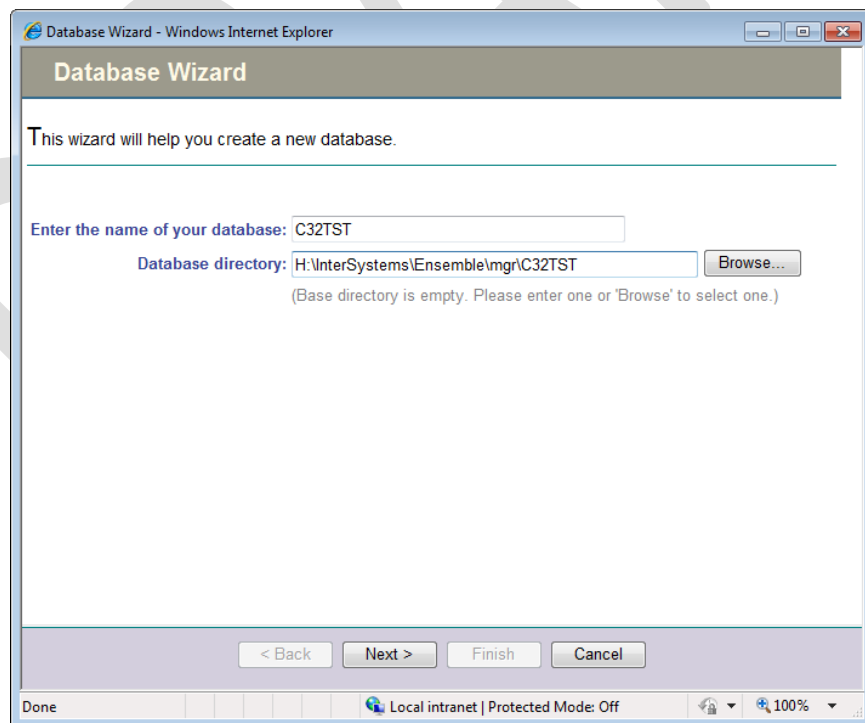 Database Wizard - Windows Internet Explorer
Database Wizard
This wizard will help you create a new database.
Enter the name of your database: C32TST
Database directory: H:\InterSystems\Ensemble\mgr\C32TST Browse...
(Base directory is empty. Please enter one or 'Browse' to select one.)
< Back Next > Finish Cancel
Done Local intranet | Protected Mode: Off 100%